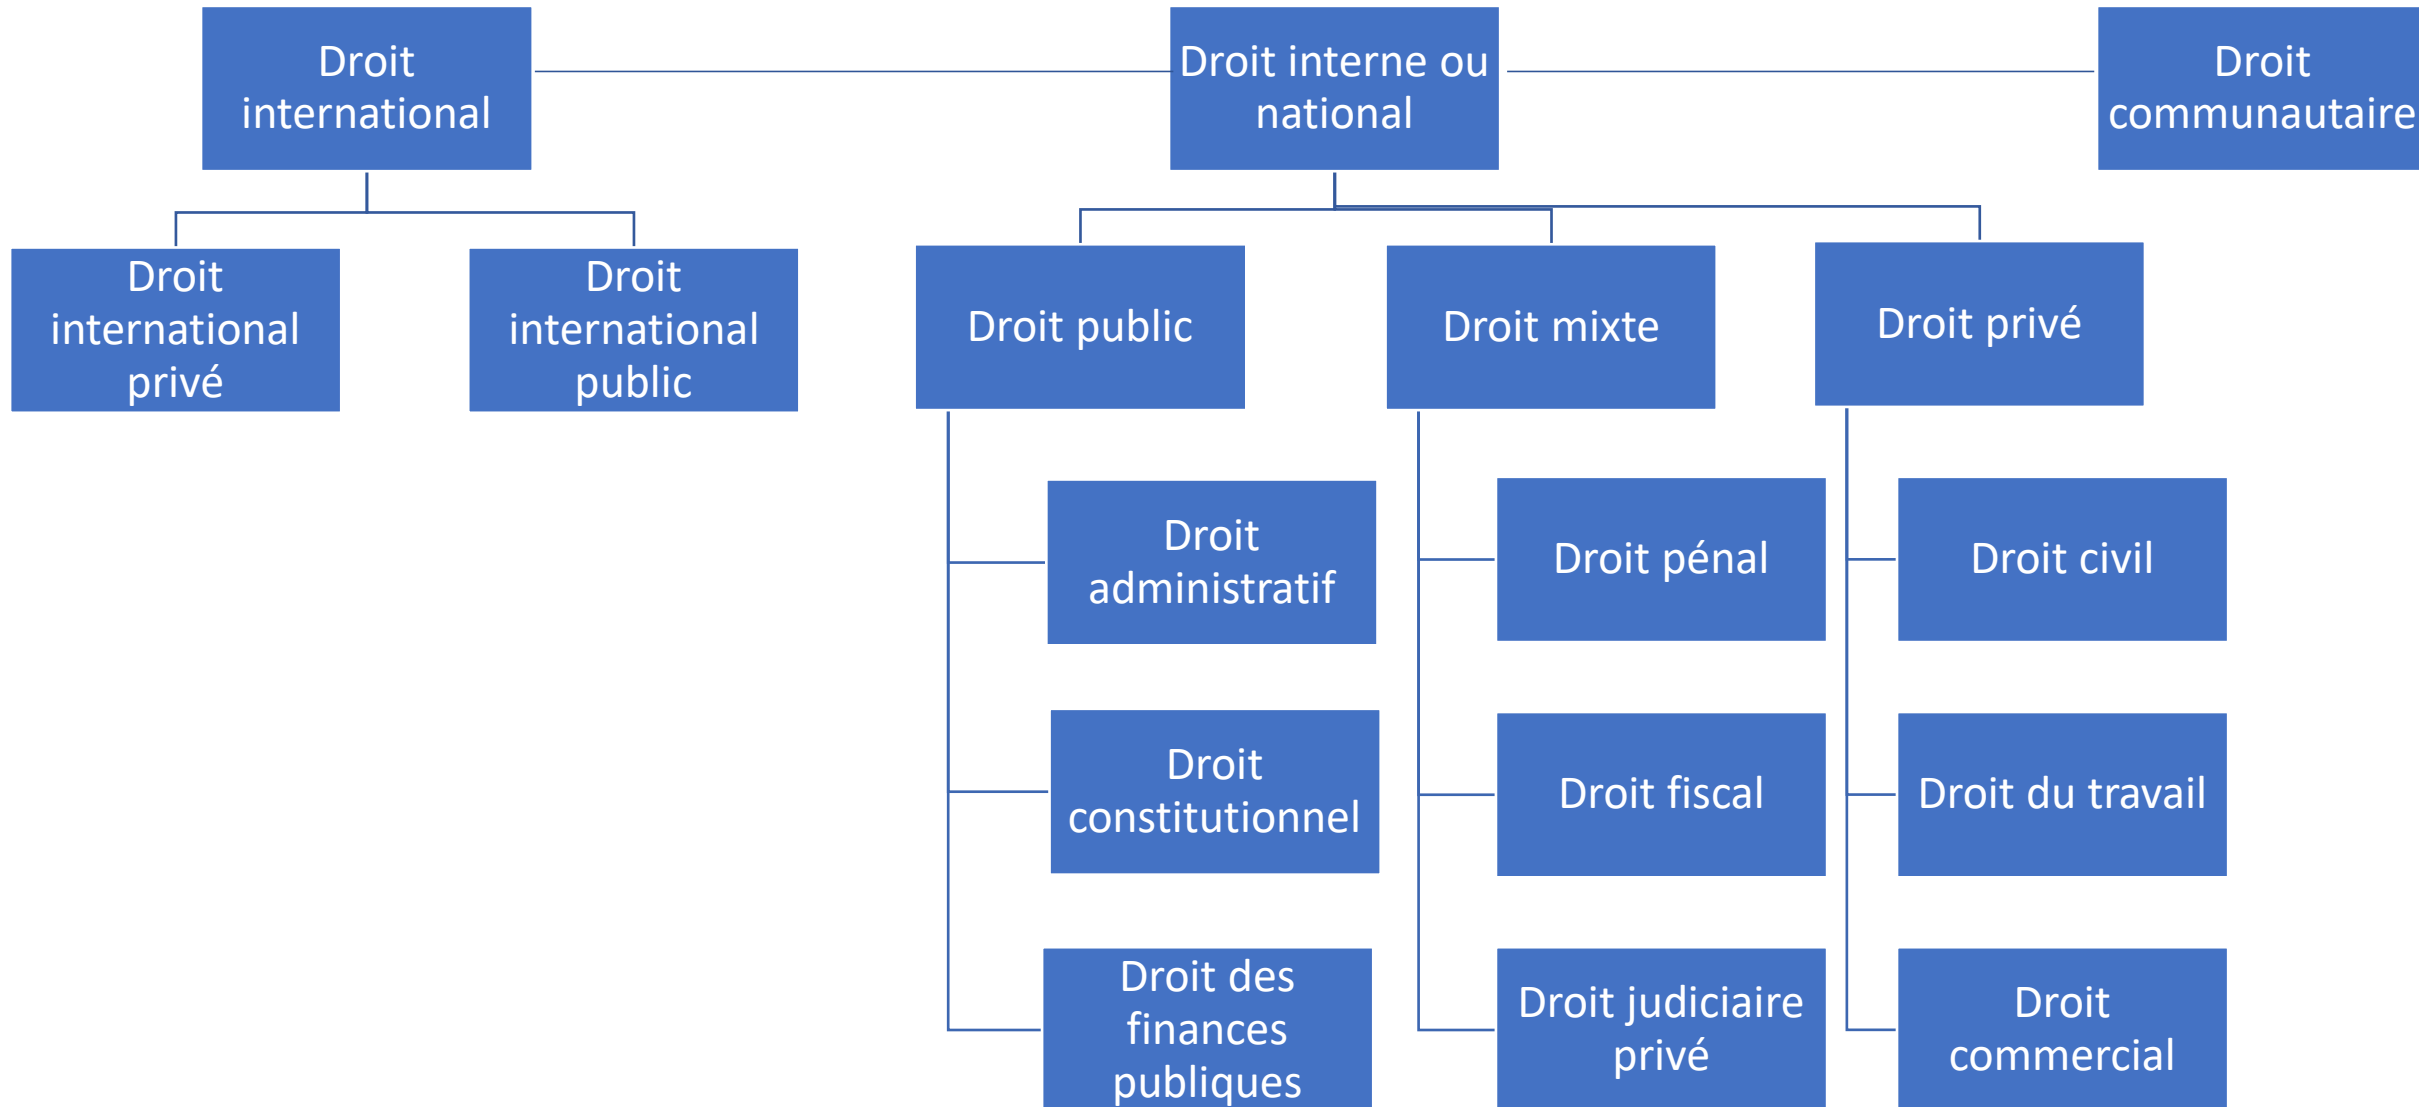 Droit
international
Droit interne ou
national
Droit
communautaire
Droit
international
privé
Droit
international
public
Droit public
Droit mixte
Droit privé
Droit
administratif
Droit pénal
Droit civil
Droit
constitutionnel
Droit fiscal
Droit du travail
Droit des
finances
publiques
Droit judiciaire
privé
Droit
commercial